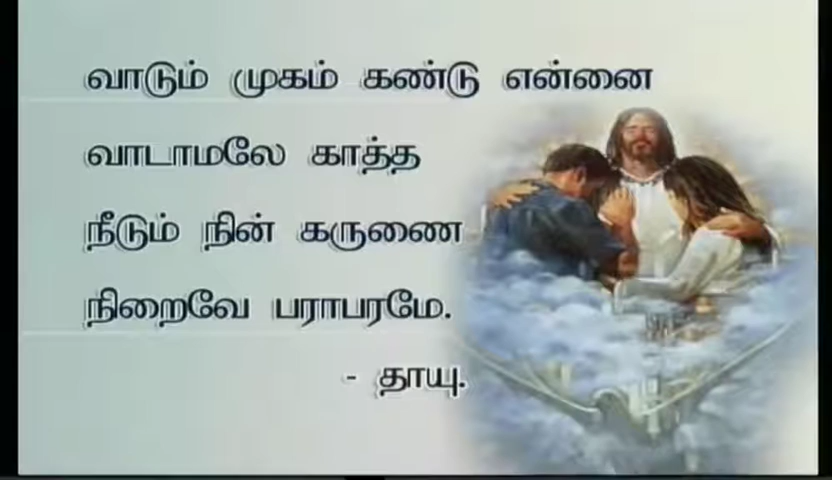 வாடும் முகம் கண்டு என்னை
வாடாமலே காத்த
நீடும் நின் கருணை
நிறைவே பராபரமே.
- தாயு.